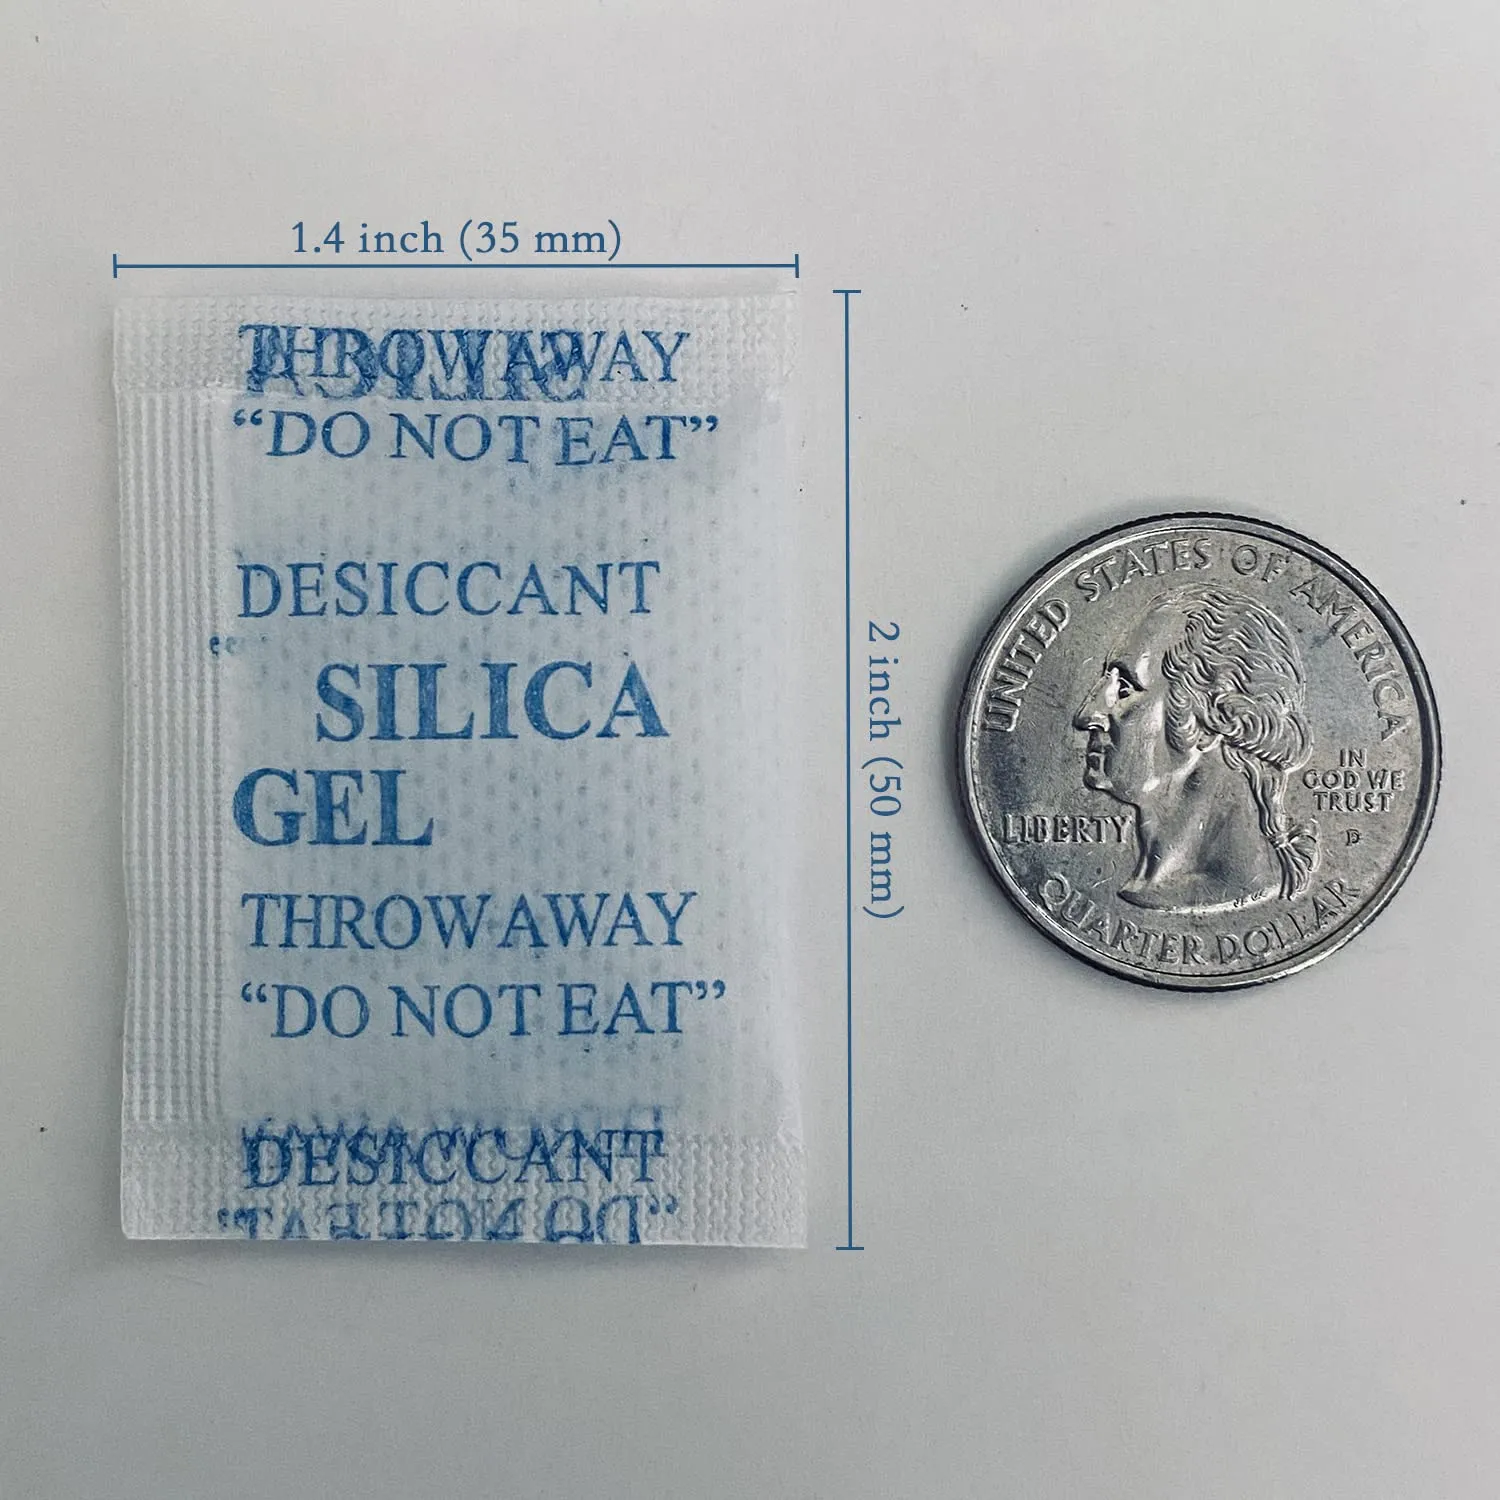 1.4 inch (35 mm)
THROW AWAY
“DO NOT EAT”
DESICCANT
SILICA
GEL
THROW AWAY
“DO NOT EAT”
DESICCANT
2 inch (50 mm)
UNITED STATES OF AMERICA
LIBERTY
IN
GOD WE
TRUST
D
QUARTER DOLLAR